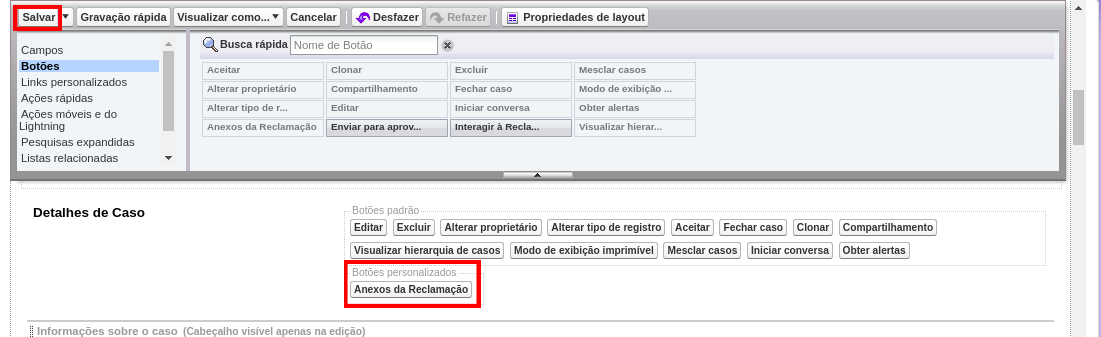 Salvar Gravação rápida Visualizar como... Cancelar Desfazer Refazer Propriedades de layout
Campos
Botões
Links personalizados
Ações rápidas
Ações móveis e do
Lightning
Pesquisas expandidas
Listas relacionadas
Busca rápida Nome de Botão
Aceitar Clonar Excluir Mesclar casos
Alterar proprietário Compartilhamento Fechar caso Modo de exibição ...
Alterar tipo de r... Editar Iniciar conversa Obter alertas
Anexos da Reclamação Enviar para aprov... Interagir à Recla... Visualizar hierar...
Detalhes de Caso
Botões padrão
Editar Excluir Alterar proprietário Alterar tipo de registro Aceitar Fechar caso Clonar Compartilhamento
Visualizar hierarquia de casos Modo de exibição imprimível Mesclar casos Iniciar conversa Obter alertas
Botões personalizados
Anexos da Reclamação
Informações sobre o caso (Cabeçalho visível apenas na edição)